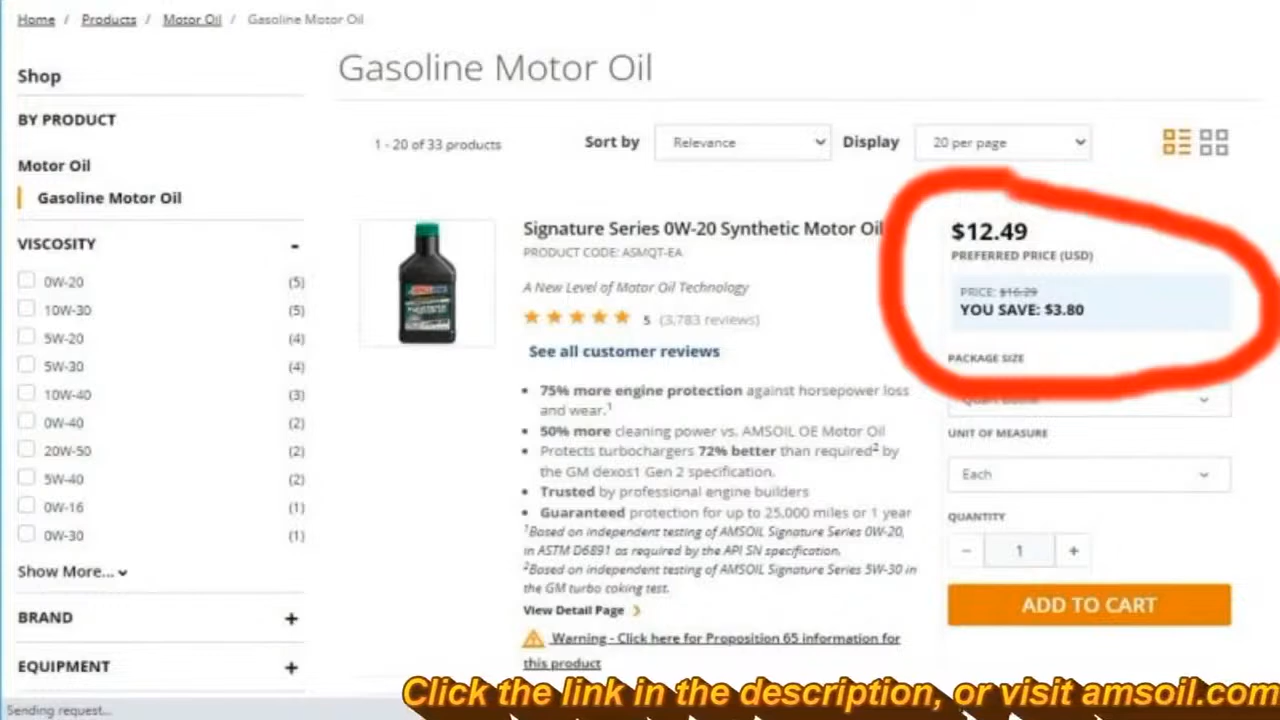 Home / Products / Motor Oil / Gasoline Motor Oil
Shop
BY PRODUCT
Motor Oil
Gasoline Motor Oil
VISCOSITY -
0W-20 (5)
10W-30 (5)
5W-20 (4)
5W-30 (4)
10W-40 (3)
0W-40 (2)
20W-50 (2)
5W-40 (2)
0W-16 (1)
0W-30 (1)
Show More...
BRAND +
EQUIPMENT +
Gasoline Motor Oil
1 - 20 of 33 products
Sort by Relevance Display 20 per page
Signature Series 0W-20 Synthetic Motor Oil
PRODUCT CODE: ASMQT-EA
A New Level of Motor Oil Technology
5 (3,783 reviews)
See all customer reviews
• 75% more engine protection against horsepower loss
and wear.1
• 50% more cleaning power vs. AMSOIL OE Motor Oil
• Protects turbochargers 72% better than required2 by
the GM dexos1 Gen 2 specification.
• Trusted by professional engine builders
• Guaranteed protection for up to 25,000 miles or 1 year
1Based on independent testing of AMSOIL Signature Series 0W-20,
in ASTM D6891 as required by the API SN specification.
2Based on independent testing of AMSOIL Signature Series 5W-30 in
the GM turbo coking test.
View Detail Page
Warning - Click here for Proposition 65 information for
this product
$12.49
PREFERRED PRICE (USD)
PRICE: $16.29
YOU SAVE: $3.80
PACKAGE SIZE
UNIT OF MEASURE
Each
QUANTITY
− 1 +
ADD TO CART
Click the link in the description, or visit amsoil.com
Sending request...